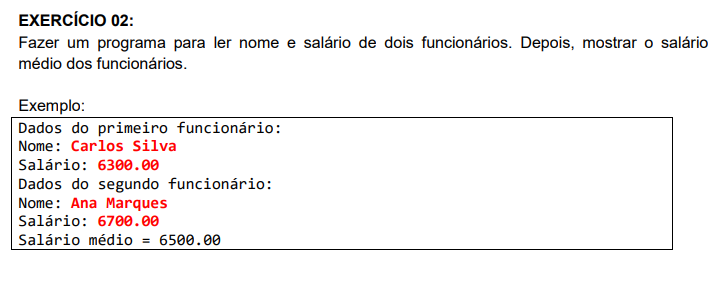 EXERCÍCIO 02:
Fazer um programa para ler nome e salário de dois funcionários. Depois, mostrar o salário
médio dos funcionários.
Exemplo:
Dados do primeiro funcionário:
Nome: Carlos Silva
Salário: 6300.00
Dados do segundo funcionário:
Nome: Ana Marques
Salário: 6700.00
Salário médio = 6500.00